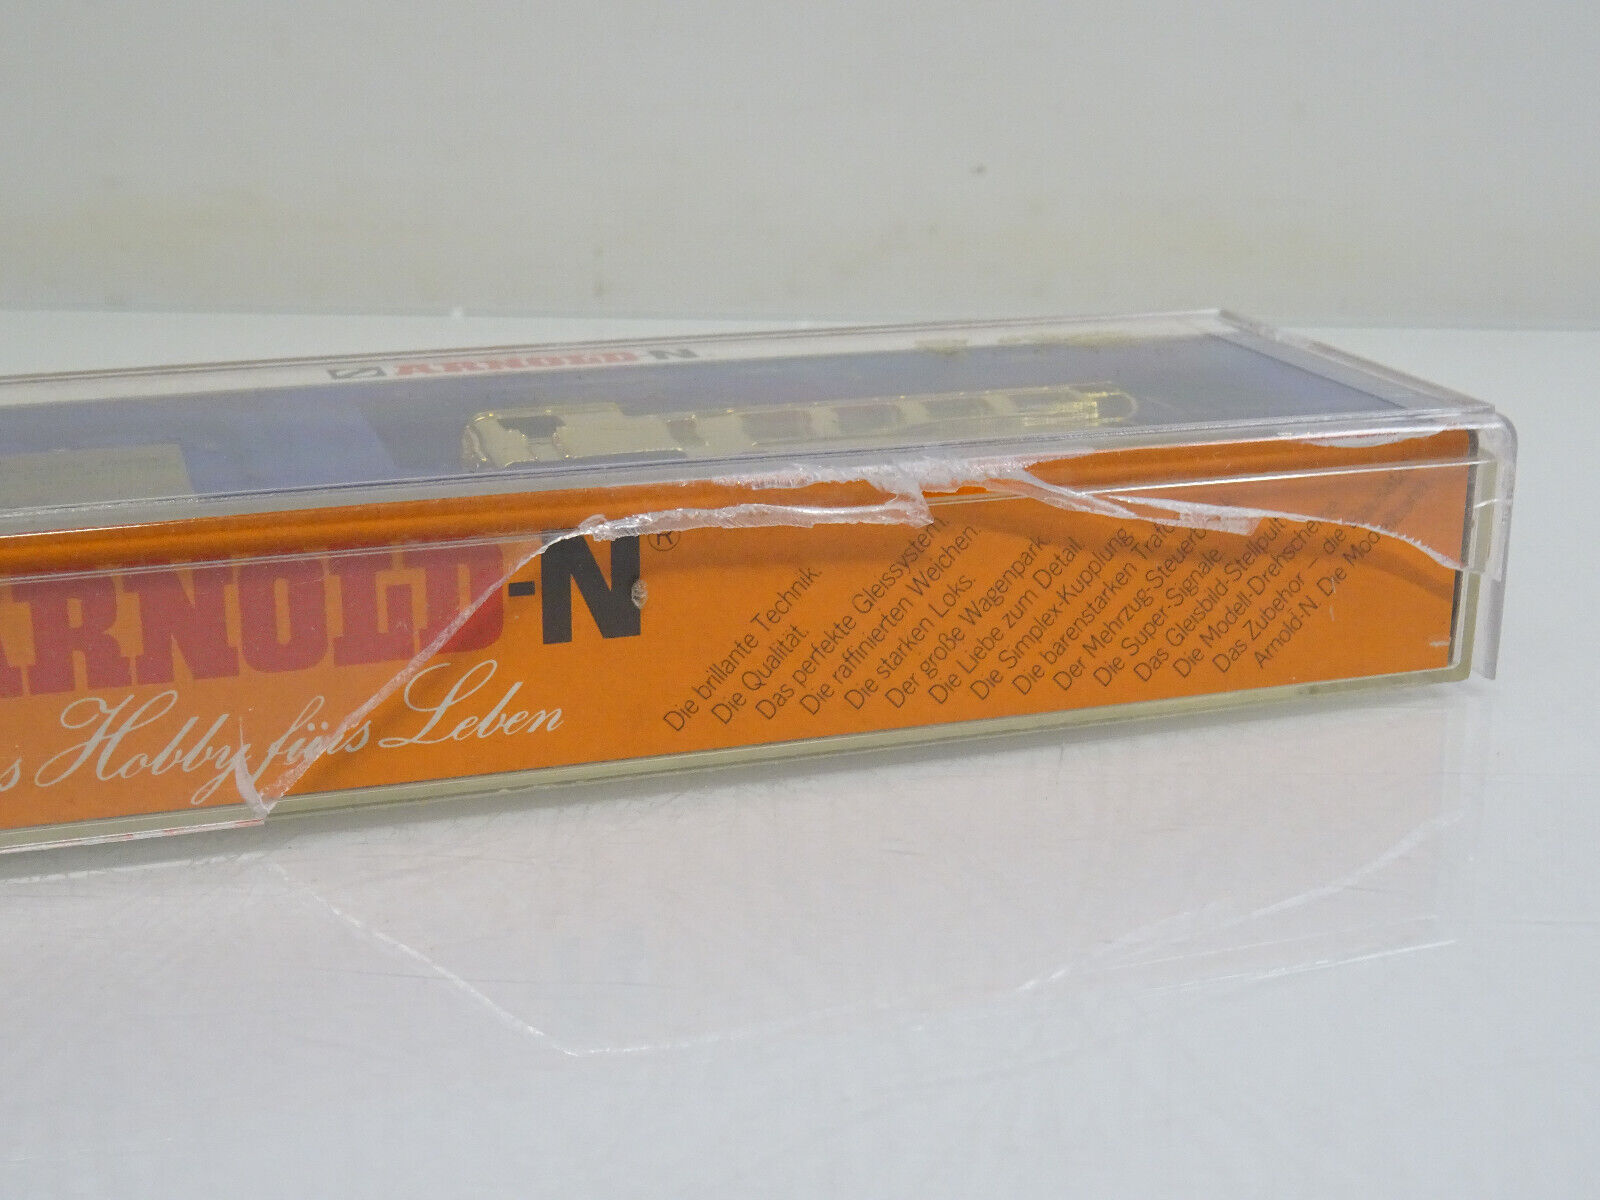 ARNOLD-N
ARNOLD-N®
s Hobby fürs Leben
Die brillante Technik.
Die Qualität.
Das perfekte Gleissystem.
Die raffinierten Weichen.
Die starken Loks.
Der große Wagenpark.
Die Liebe zum Detail.
Die Simplex-Kupplung.
Die bärenstarken
Der Mehrzug-Steuer
Die Super-Signale.
Das Gleisbild-Stellpult
Die Modell-Drehscheibe
Das Zubehör – die
Arnold-N. Die